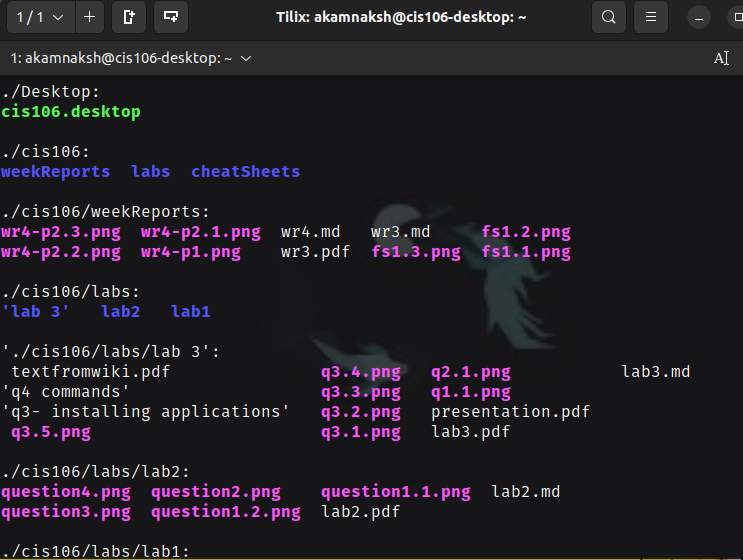 1 / 1 Tilix: akamnaksh@cis106-desktop: ~
1: akamnaksh@cis106-desktop: ~
./Desktop:
cis106.desktop
./cis106:
weekReports labs cheatSheets
./cis106/weekReports:
wr4-p2.3.png wr4-p2.1.png wr4.md wr3.md fs1.2.png
wr4-p2.2.png wr4-p1.png wr3.pdf fs1.3.png fs1.1.png
./cis106/labs:
'lab 3' lab2 lab1
'./cis106/labs/lab 3':
textfromwiki.pdf q3.4.png q2.1.png lab3.md
'q4 commands' q3.3.png q1.1.png
'q3- installing applications' q3.2.png presentation.pdf
q3.5.png q3.1.png lab3.pdf
./cis106/labs/lab2:
question4.png question2.png question1.1.png lab2.md
question3.png question1.2.png lab2.pdf
./cis106/labs/lab1: